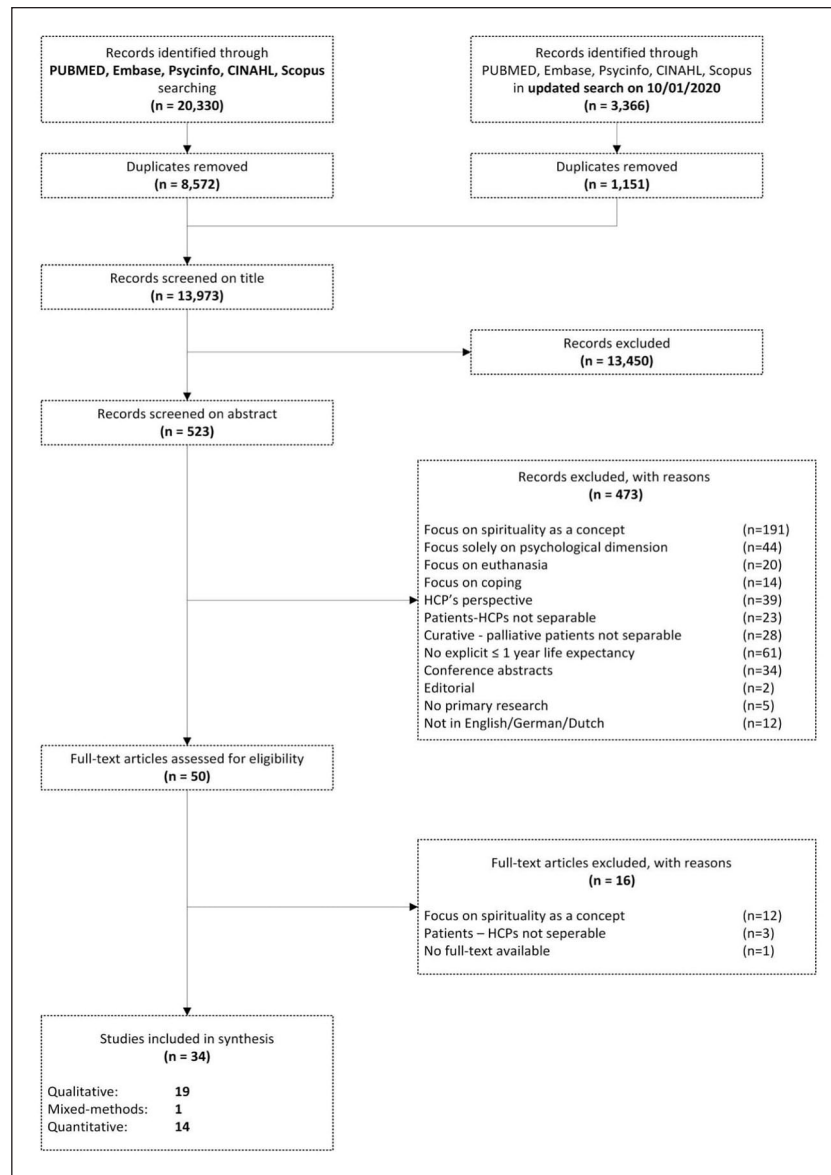 Records identified through
PUBMED, Embase, Psycinfo, CINAHL, Scopus
searching
(n = 20,330)
Records identified through
PUBMED, Embase, Psycinfo, CINAHL, Scopus
in updated search on 10/01/2020
(n = 3,366)
Duplicates removed
(n = 8,572)
Duplicates removed
(n = 1,151)
Records screened on title
(n = 13,973)
Records excluded
(n = 13,450)
Records screened on abstract
(n = 523)
Records excluded, with reasons
(n = 473)
Focus on spirituality as a concept (n=191)
Focus solely on psychological dimension (n=44)
Focus on euthanasia (n=20)
Focus on coping (n=14)
HCP's perspective (n=39)
Patients-HCPs not separable (n=23)
Curative - palliative patients not separable (n=28)
No explicit ≤ 1 year life expectancy (n=61)
Conference abstracts (n=34)
Editorial (n=2)
No primary research (n=5)
Not in English/German/Dutch (n=12)
Full-text articles assessed for eligibility
(n = 50)
Full-text articles excluded, with reasons
(n = 16)
Focus on spirituality as a concept (n=12)
Patients – HCPs not seperable (n=3)
No full-text available (n=1)
Studies included in synthesis
(n = 34)
Qualitative: 19
Mixed-methods: 1
Quantitative: 14